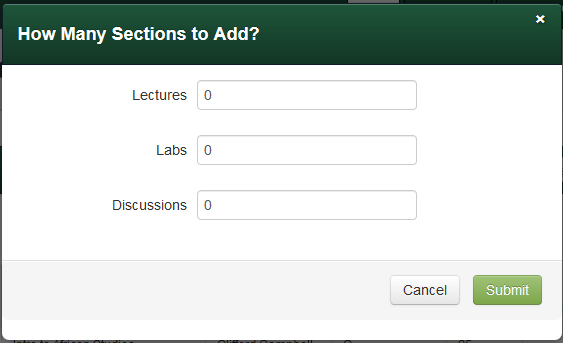 How Many Sections to Add?
×
Lectures 0
Labs 0
Discussions 0
Cancel Submit